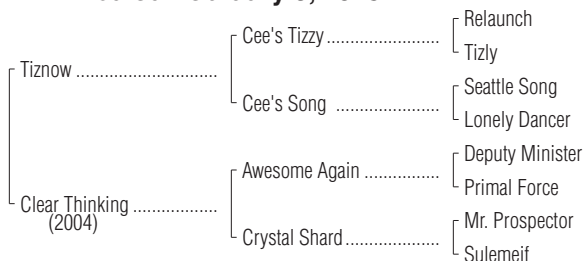 Relaunch
Cee's Tizzy ........................
Tizly
Tiznow ..............................
Seattle Song
Cee's Song ......................
Lonely Dancer
Deputy Minister
Awesome Again ................
Primal Force
Clear Thinking ..................
(2004)
Mr. Prospector
Crystal Shard....................
Sulemeif